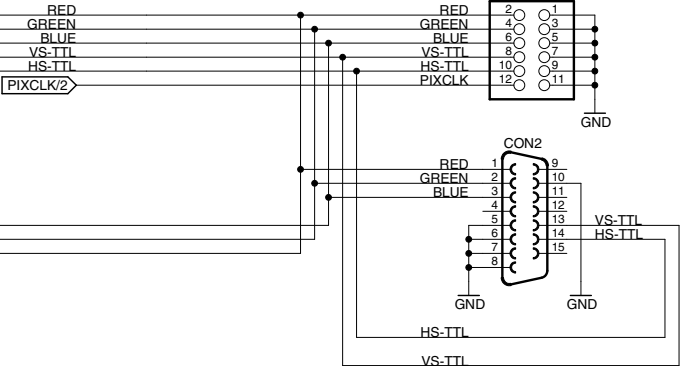 RED 2 1
GREEN 4 3
BLUE 6 5
VS-TTL VS-TTL 8 7
HS-TTL HS-TTL 10 9
PIXCLK/2 PIXCLK 12 11
RED
GREEN
BLUE
GND
CON2
RED 1 9
GREEN 2 10
BLUE 3 11
4 12
5 13 VS-TTL
6 14 HS-TTL
7 15
8
GND GND
HS-TTL
VS-TTL